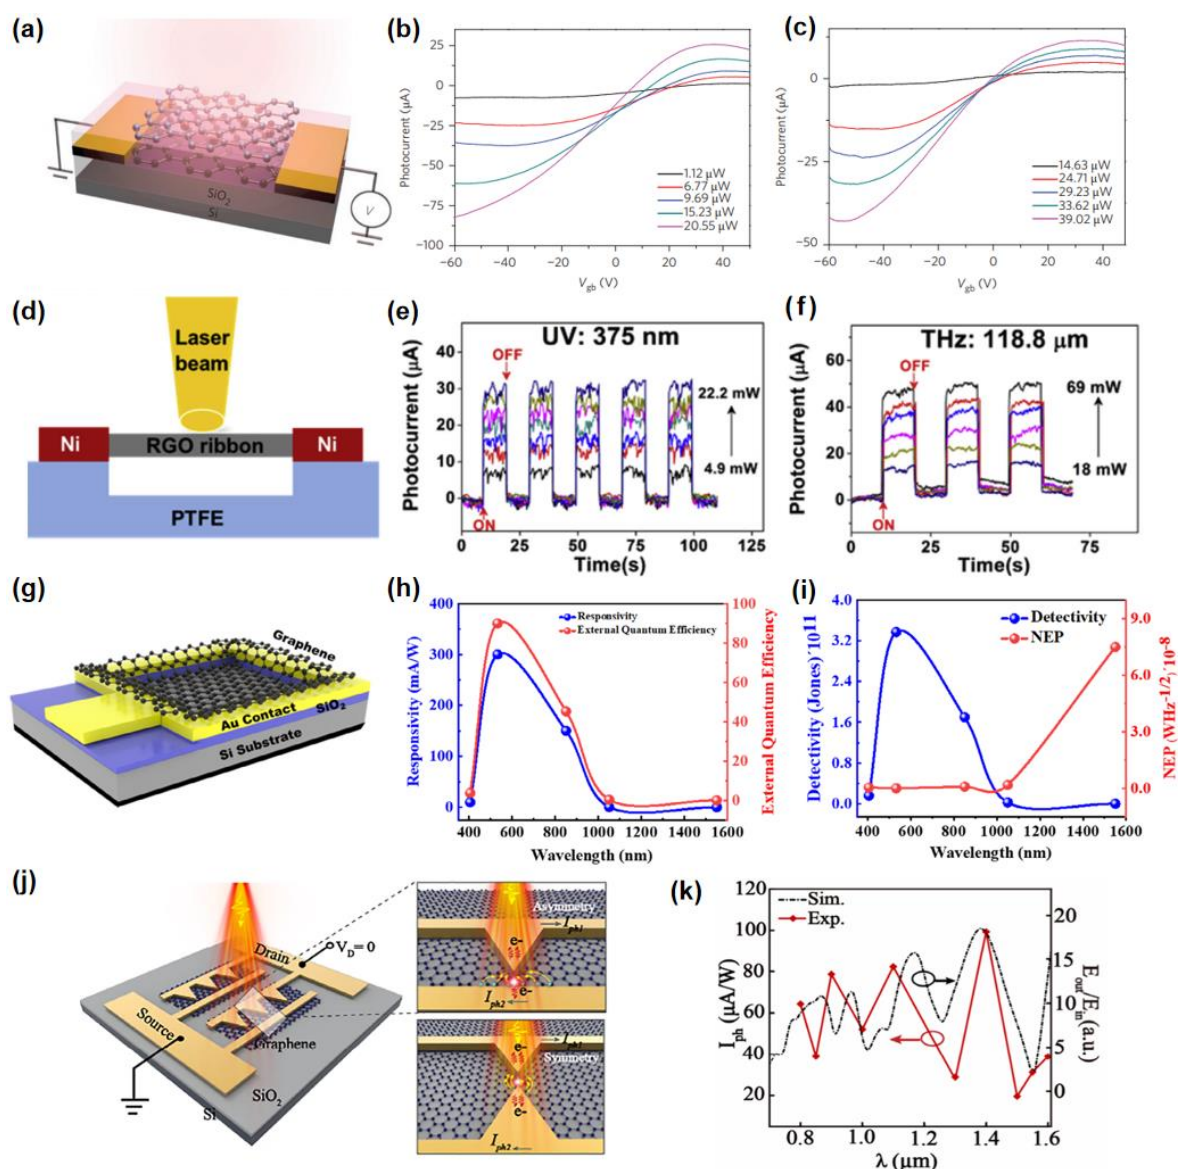 (a)
SiO2
Si
V
(b)
Photocurrent (μA)
25
0
−25
−50
−75
−100
1.12 μW
6.77 μW
9.69 μW
15.23 μW
20.55 μW
−60
−40
−20
0
20
40
Vgb (V)
(c)
Photocurrent (μA)
25
0
−25
−50
14.63 μW
24.71 μW
29.23 μW
33.62 μW
39.02 μW
−60
−40
−20
0
20
40
Vgb (V)
(d)
Laser
beam
Ni
RGO ribbon
Ni
PTFE
(e)
UV: 375 nm
Photocurrent (μA)
40
30
20
10
0
OFF
ON
22.2 mW
4.9 mW
0
25
50
75
100
125
Time(s)
(f)
THz: 118.8 μm
Photocurrent (μA)
60
40
20
0
OFF
ON
69 mW
18 mW
0
30
60
90
Time(s)
(g)
Graphene
Au Contact
SiO2
Si Substrate
(h)
Responsivity (mA/W)
400
300
200
100
0
Responsivity
External Quantum Efficiency
100
80
60
40
20
0
External Quantum Efficiency
400
600
800
1000
1200
1400
1600
Wavelength (nm)
(i)
Detectivity (Jones)´10¹¹
4.0
3.2
2.4
1.6
0.8
0.0
Detectivity
NEP
9.0
6.0
3.0
0.0
NEP (WHz⁻¹/²)´10⁻⁸
400
600
800
1000
1200
1400
1600
Wavelength (nm)
(j)
Drain
VD= 0
Source
Graphene
SiO2
Si
Asymmetry
Iph1
e-
e-
Iph2
Iph1
Symmetry
e-
e-
Iph2
(k)
Iph (μA/W)
120
100
80
60
40
20
Sim.
Exp.
20
15
10
5
0
Eout/Ein(a.u.)
0.8
1.0
1.2
1.4
1.6
λ (μm)